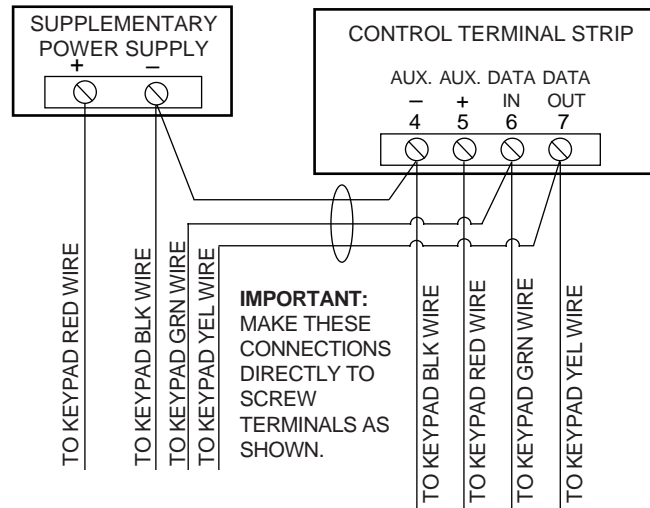 SUPPLEMENTARY
POWER SUPPLY
+ –
CONTROL TERMINAL STRIP
AUX. AUX. DATA DATA
– + IN OUT
4 5 6 7
TO KEYPAD RED WIRE
TO KEYPAD BLK WIRE
TO KEYPAD GRN WIRE
TO KEYPAD YEL WIRE
IMPORTANT:
MAKE THESE
CONNECTIONS
DIRECTLY TO
SCREW
TERMINALS AS
SHOWN.
TO KEYPAD BLK WIRE
TO KEYPAD RED WIRE
TO KEYPAD GRN WIRE
TO KEYPAD YEL WIRE